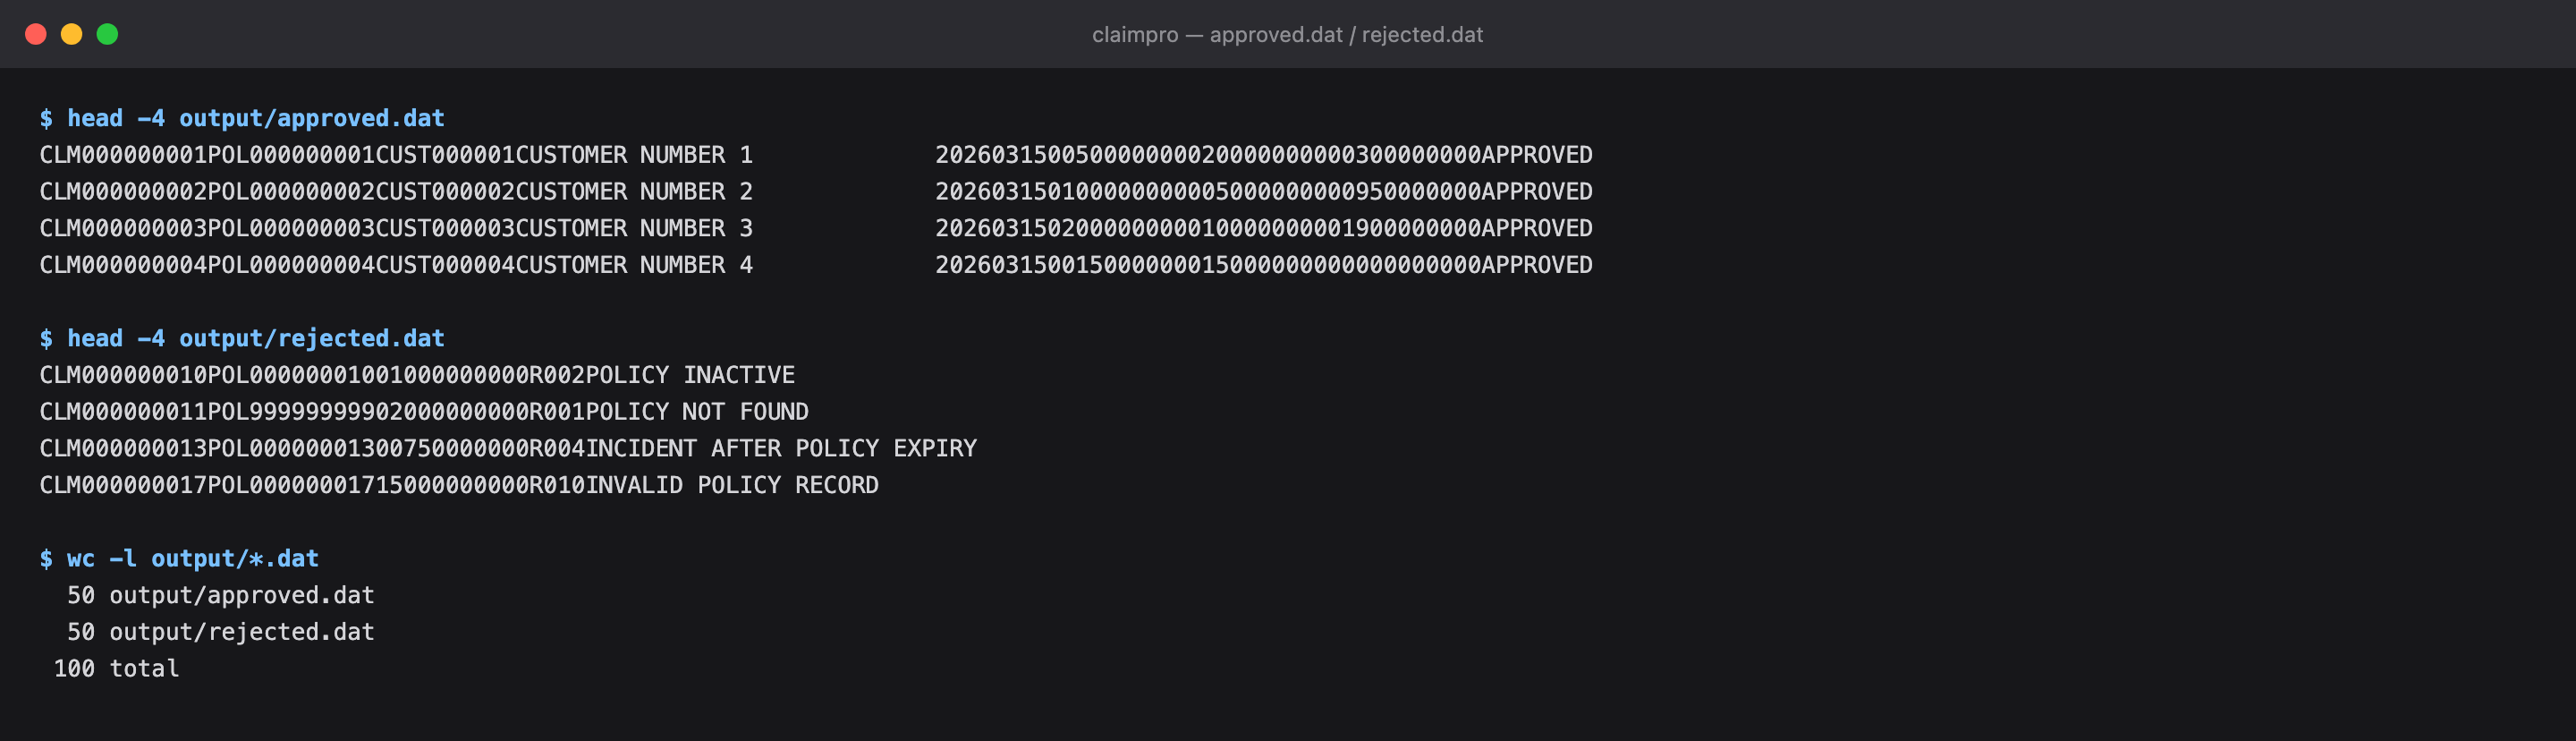 claimpro — approved.dat / rejected.dat
$ head -4 output/approved.dat
CLM000000001POL000000001CUST000001CUSTOMER NUMBER 1             202603150050000000020000000000300000000APPROVED
CLM000000002POL000000002CUST000002CUSTOMER NUMBER 2             202603150100000000005000000000950000000APPROVED
CLM000000003POL000000003CUST000003CUSTOMER NUMBER 3             202603150200000000010000000001900000000APPROVED
CLM000000004POL000000004CUST000004CUSTOMER NUMBER 4             202603150015000000015000000000000000000APPROVED
$ head -4 output/rejected.dat
CLM000000010POL00000001001000000000R002POLICY INACTIVE
CLM000000011POL99999999902000000000R001POLICY NOT FOUND
CLM000000013POL00000001300750000000R004INCIDENT AFTER POLICY EXPIRY
CLM000000017POL00000001715000000000R010INVALID POLICY RECORD
$ wc -l output/*.dat
  50 output/approved.dat
  50 output/rejected.dat
 100 total